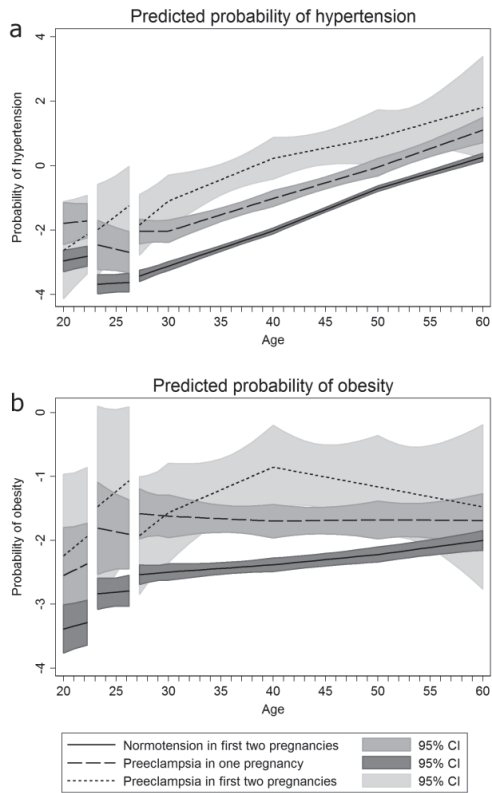 a
Predicted probability of hypertension
Probability of hypertension
4
2
0
-2
-4
20 25 30 35 40 45 50 55 60
Age
b
Predicted probability of obesity
Probability of obesity
0
-1
-2
-3
-4
20 25 30 35 40 45 50 55 60
Age
Normotension in first two pregnancies 95% CI
Preeclampsia in one pregnancy 95% CI
Preeclampsia in first two pregnancies 95% CI